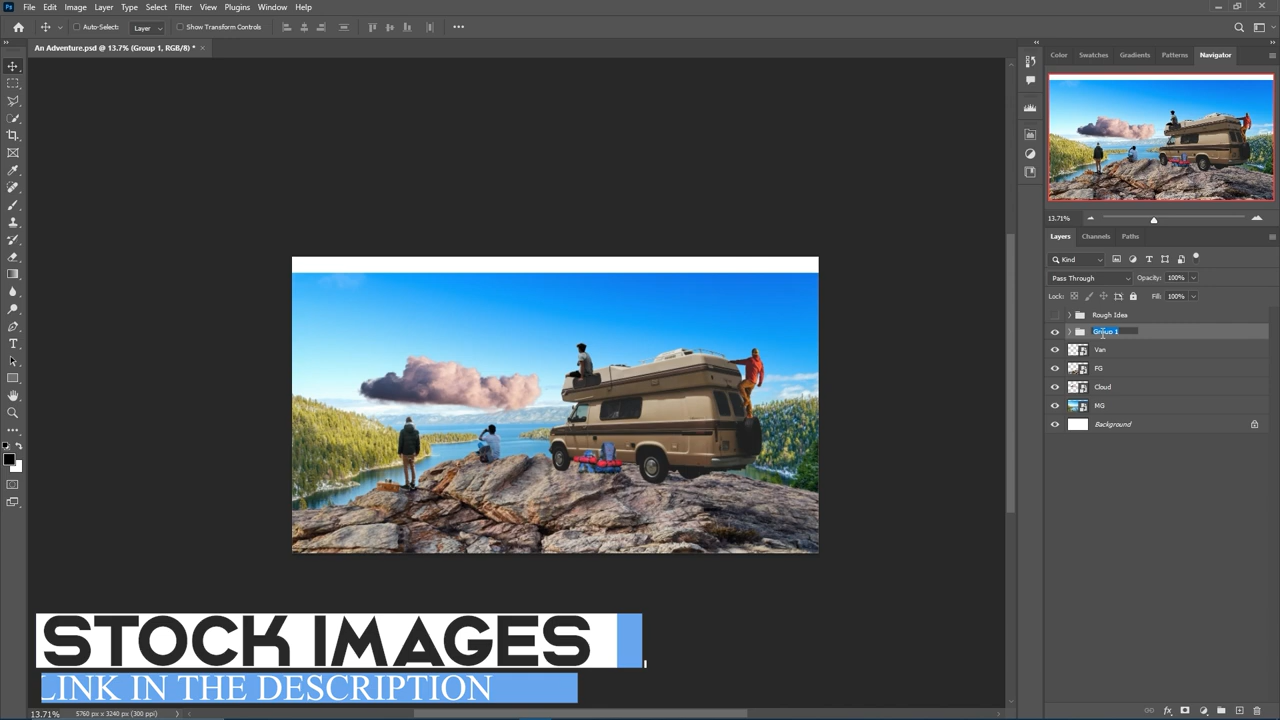 File Edit Image Layer Type Select Filter View Plugins Window Help
Auto-Select: Layer Show Transform Controls
An Adventure.psd @ 13.7% (Group 1, RGB/8) *
Color Swatches Gradients Patterns Navigator
13.71%
Layers Channels Paths
Kind
Pass Through Opacity: 100%
Lock: Fill: 100%
Rough Idea
Group 1
Van
FG
Cloud
MG
Background
STOCK IMAGES
LINK IN THE DESCRIPTION
13.71% 5760 px x 3240 px (300 ppi)